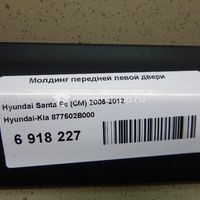 Молдинг передней левой двери
Hyundai Santa Fe (CM) 2006-2012
Hyundai-Kia 877502B000
6 918 227